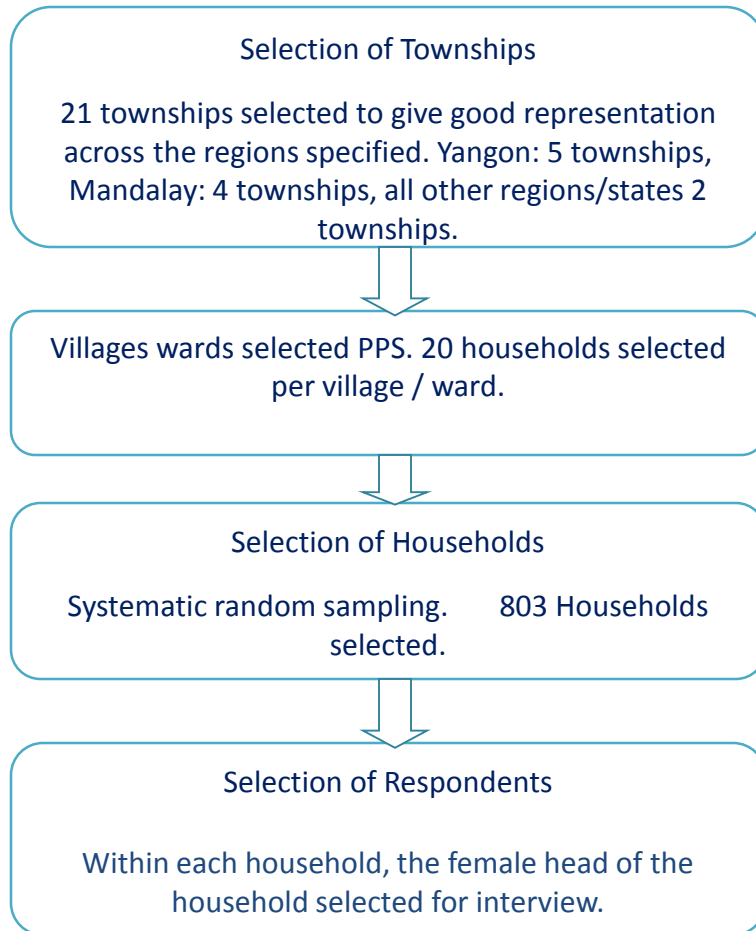 Selection of Townships
21 townships selected to give good representation
across the regions specified. Yangon: 5 townships,
Mandalay: 4 townships, all other regions/states 2
townships.
Villages wards selected PPS. 20 households selected
per village / ward.
Selection of Households
Systematic random sampling. 803 Households
selected.
Selection of Respondents
Within each household, the female head of the
household selected for interview.